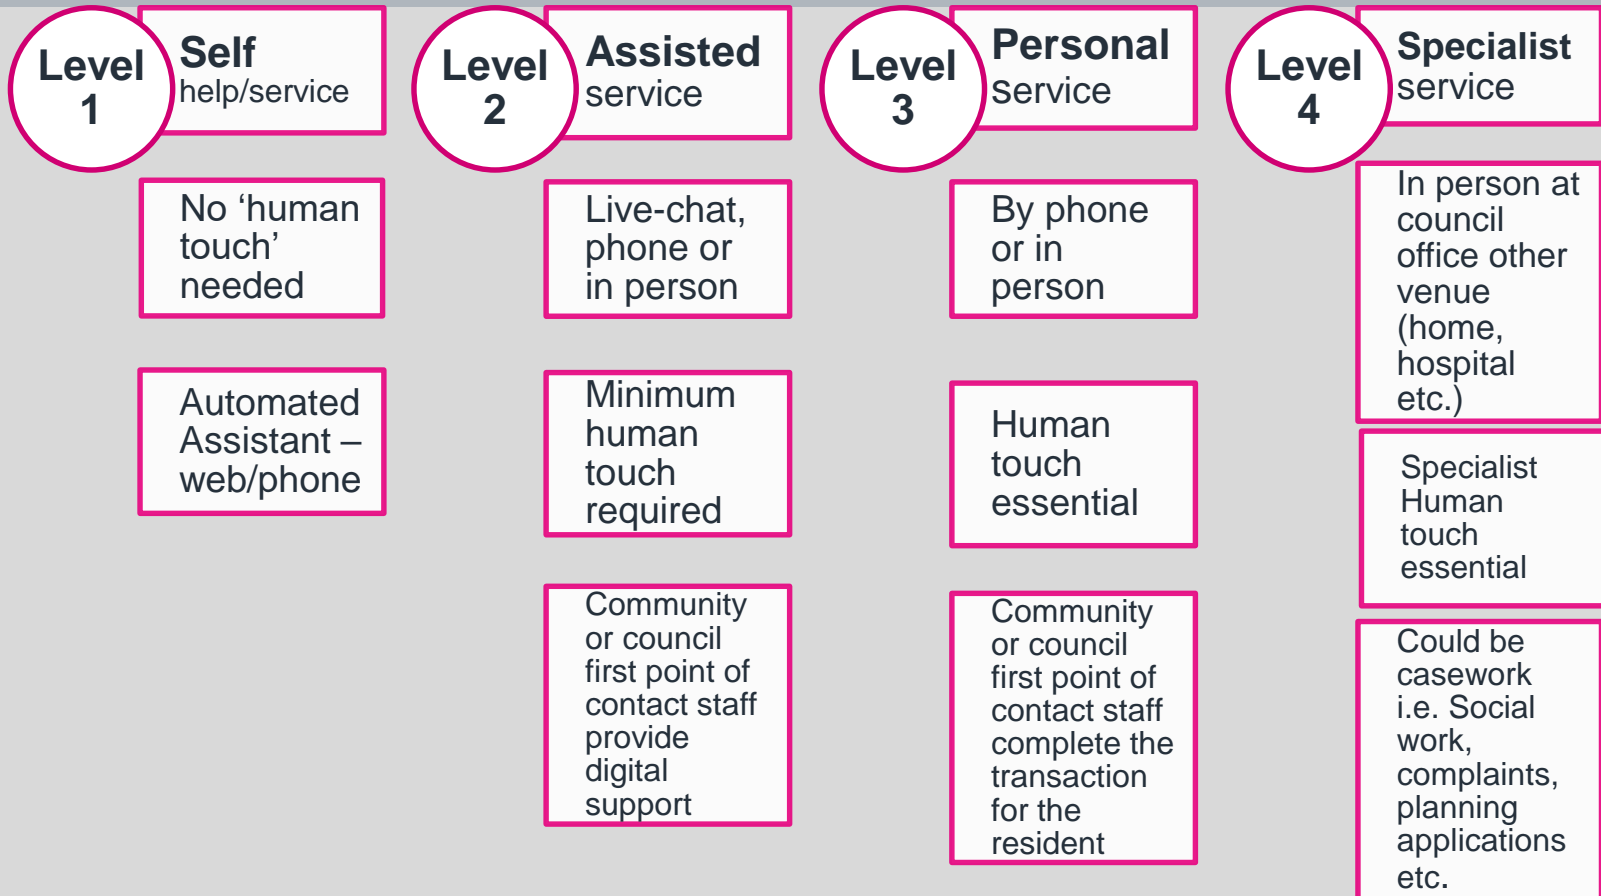 Level
1
Self
help/service
No ‘human
touch’
needed
Automated
Assistant –
web/phone
Level
2
Assisted
service
Live-chat,
phone or
in person
Minimum
human
touch
required
Community
or council
first point of
contact staff
provide
digital
support
Level
3
Personal
service
By phone
or in
person
Human
touch
essential
Community
or council
first point of
contact staff
complete the
transaction
for the
resident
Level
4
Specialist
service
In person at
council
office other
venue
(home,
hospital
etc.)
Specialist
Human
touch
essential
Could be
casework
i.e. Social
work,
complaints,
planning
applications
etc.